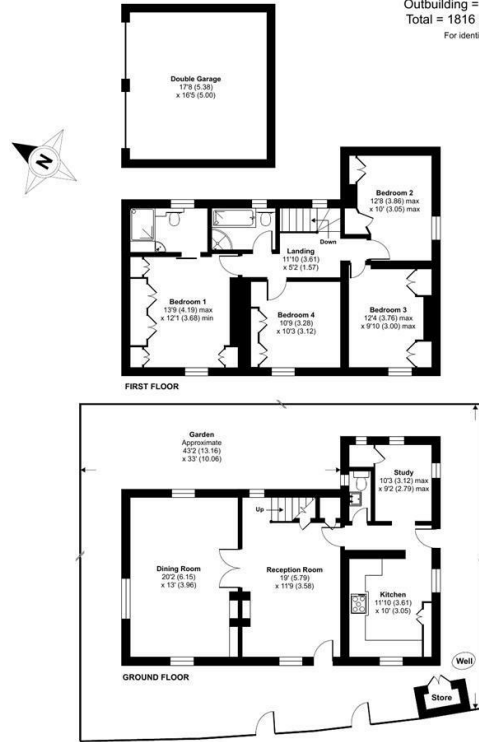 Outbuilding =
Total = 1816
For identi
Double Garage
17'8 (5.38)
x 16'5 (5.00)
N
Bedroom 2
12'8 (3.86) max
x 10' (3.05) max
Down
Landing
11'10 (3.61)
x 5'2 (1.57)
Bedroom 1
13'9 (4.19) max
x 12'1 (3.68) min
Bedroom 4
10'9 (3.28)
x 10'3 (3.12)
Bedroom 3
12'4 (3.76) max
x 9'10 (3.00) max
FIRST FLOOR
Garden
Approximate
43'2 (13.16)
x 33' (10.06)
Study
10'3 (3.12) max
x 9'2 (2.79) max
Up
Dining Room
20'2 (6.15)
x 13' (3.96)
Reception Room
19' (5.79)
x 11'9 (3.58)
Kitchen
11'10 (3.61)
x 10' (3.05)
Well
GROUND FLOOR
Store